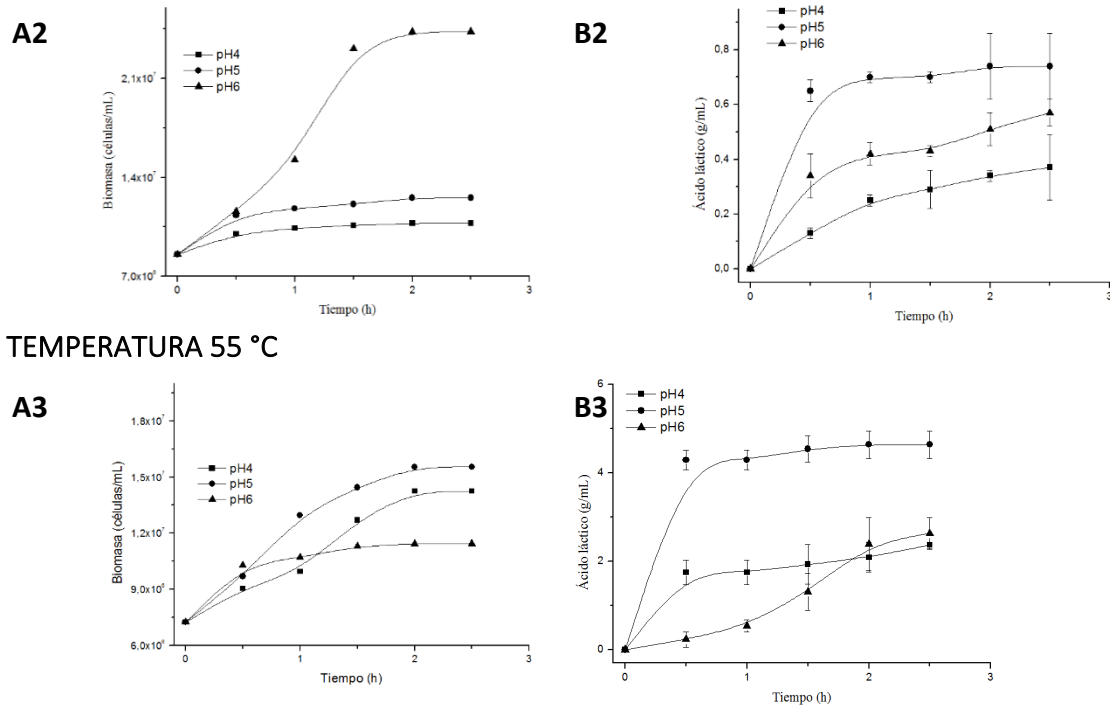 A2
pH4
pH5
pH6
Biomasa (células/mL)
2,1x10⁷
1,4x10⁷
7,0x10⁶
0
1
2
3
Tiempo (h)
B2
pH4
pH5
pH6
Ácido láctico (g/mL)
0,8
0,6
0,4
0,2
0,0
0
1
2
3
Tiempo (h)
TEMPERATURA 55 °C
A3
pH4
pH5
pH6
Biomasa (células/mL)
1.8x10⁷
1.5x10⁷
1.2x10⁷
9.0x10⁶
6.0x10⁶
0
1
2
3
Tiempo (h)
B3
pH4
pH5
pH6
Ácido láctico (g/mL)
6
4
2
0
0
1
2
3
Tiempo (h)